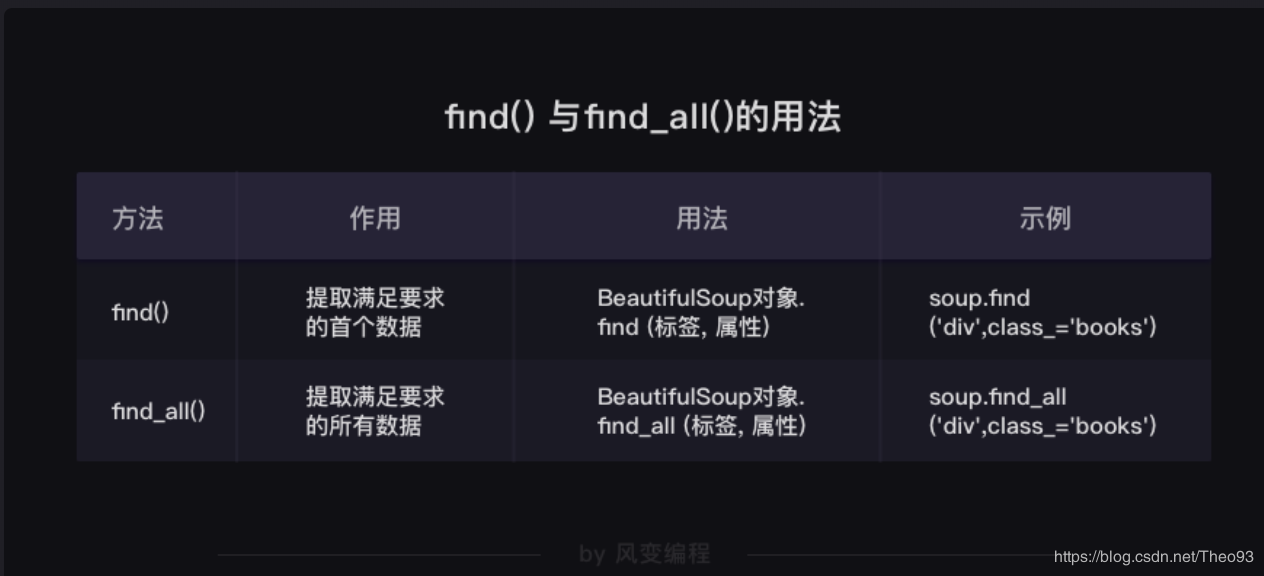 find() 与find_all()的用法
方法 作用 用法 示例
find()
提取满足要求
的首个数据
BeautifulSoup对象.
find (标签, 属性)
soup.find
('div',class_='books')
find_all()
提取满足要求
的所有数据
BeautifulSoup对象.
find_all (标签, 属性)
soup.find_all
('div',class_='books')
by 风变编程
https://blog.csdn.net/Theo93